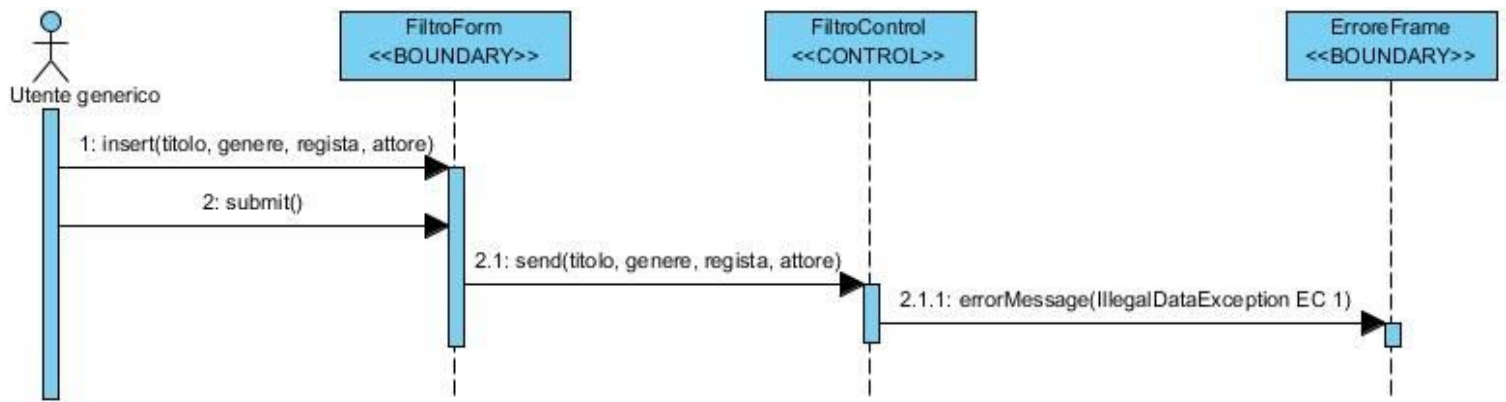 FiltroForm
<<BOUNDARY>>
FiltroControl
<<CONTROL>>
ErroreFrame
<<BOUNDARY>>
Utente generico
1: insert(titolo, genere, regista, attore)
2: submit()
2.1: send(titolo, genere, regista, attore)
2.1.1: errorMessage(IllegalDataException EC 1)